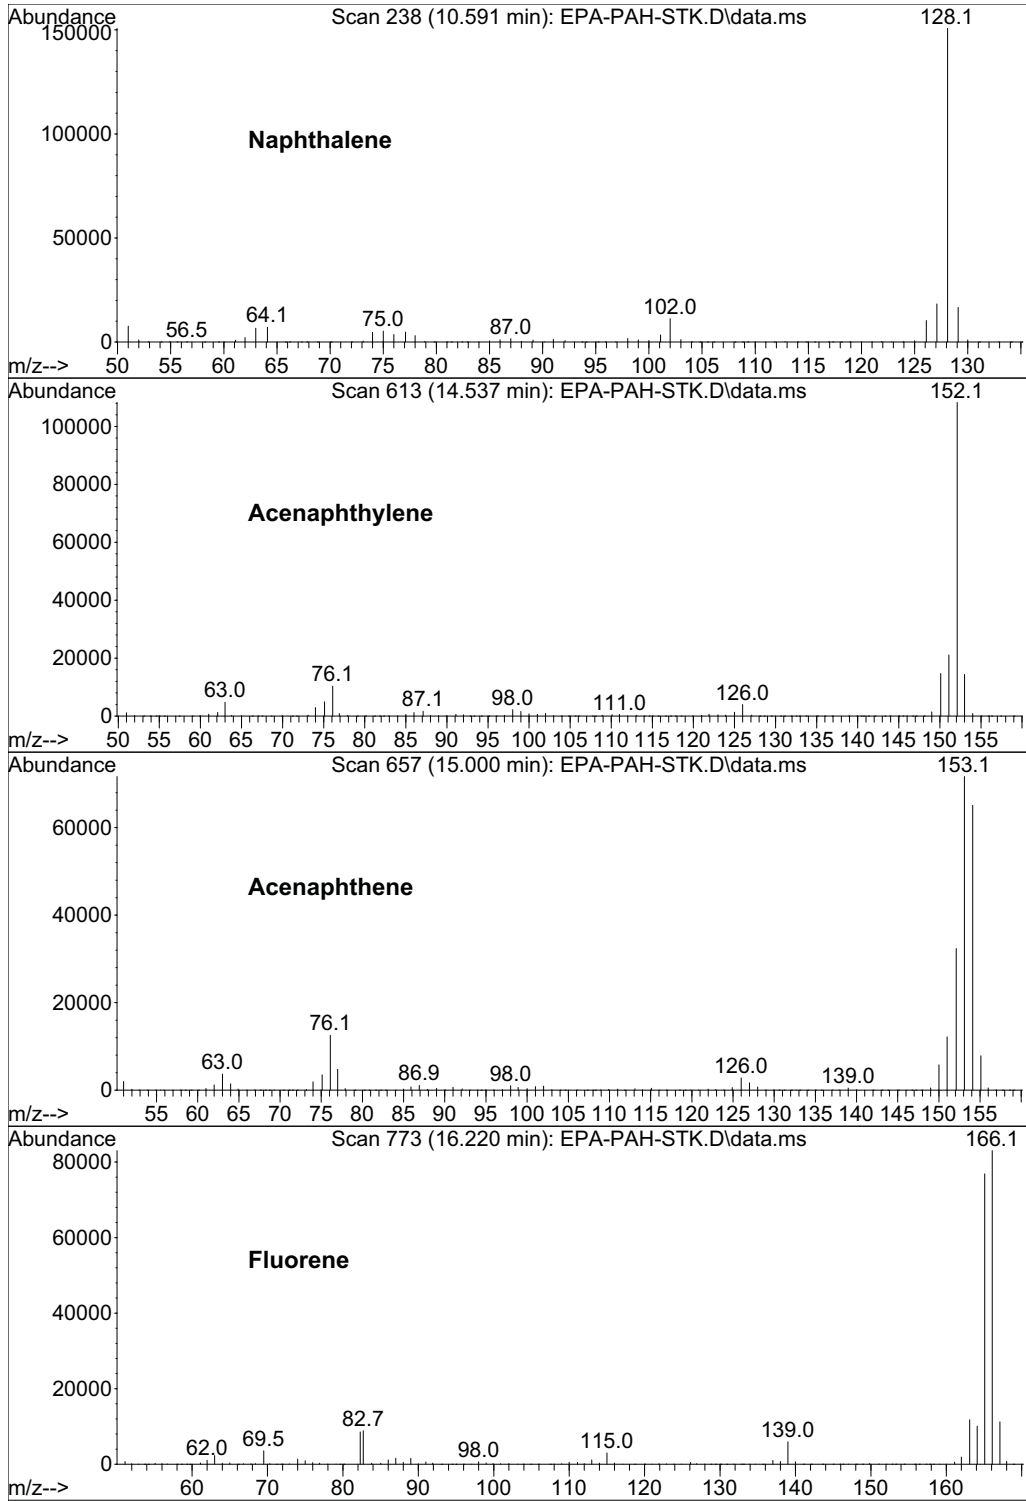 Abundance Scan 238 (10.591 min): EPA-PAH-STK.D\data.ms 128.1
150000
100000
Naphthalene
50000
102.0
64.1 75.0
56.5 87.0
0
50 55 60 65 70 75 80 85 90 95 100 105 110 115 120 125 130
m/z-->
Abundance Scan 613 (14.537 min): EPA-PAH-STK.D\data.ms 152.1
100000
80000
Acenaphthylene
60000
40000
20000
76.1
63.0 87.1 98.0 111.0 126.0
0
50 55 60 65 70 75 80 85 90 95 100 105 110 115 120 125 130 135 140 145 150 155
m/z-->
Abundance Scan 657 (15.000 min): EPA-PAH-STK.D\data.ms 153.1
60000
Acenaphthene
40000
20000
76.1
63.0 86.9 98.0 126.0 139.0
0
55 60 65 70 75 80 85 90 95 100 105 110 115 120 125 130 135 140 145 150 155
m/z-->
Abundance Scan 773 (16.220 min): EPA-PAH-STK.D\data.ms 166.1
80000
60000
Fluorene
40000
20000
82.7
62.0 69.5 98.0 115.0 139.0
0
60 70 80 90 100 110 120 130 140 150 160
m/z-->